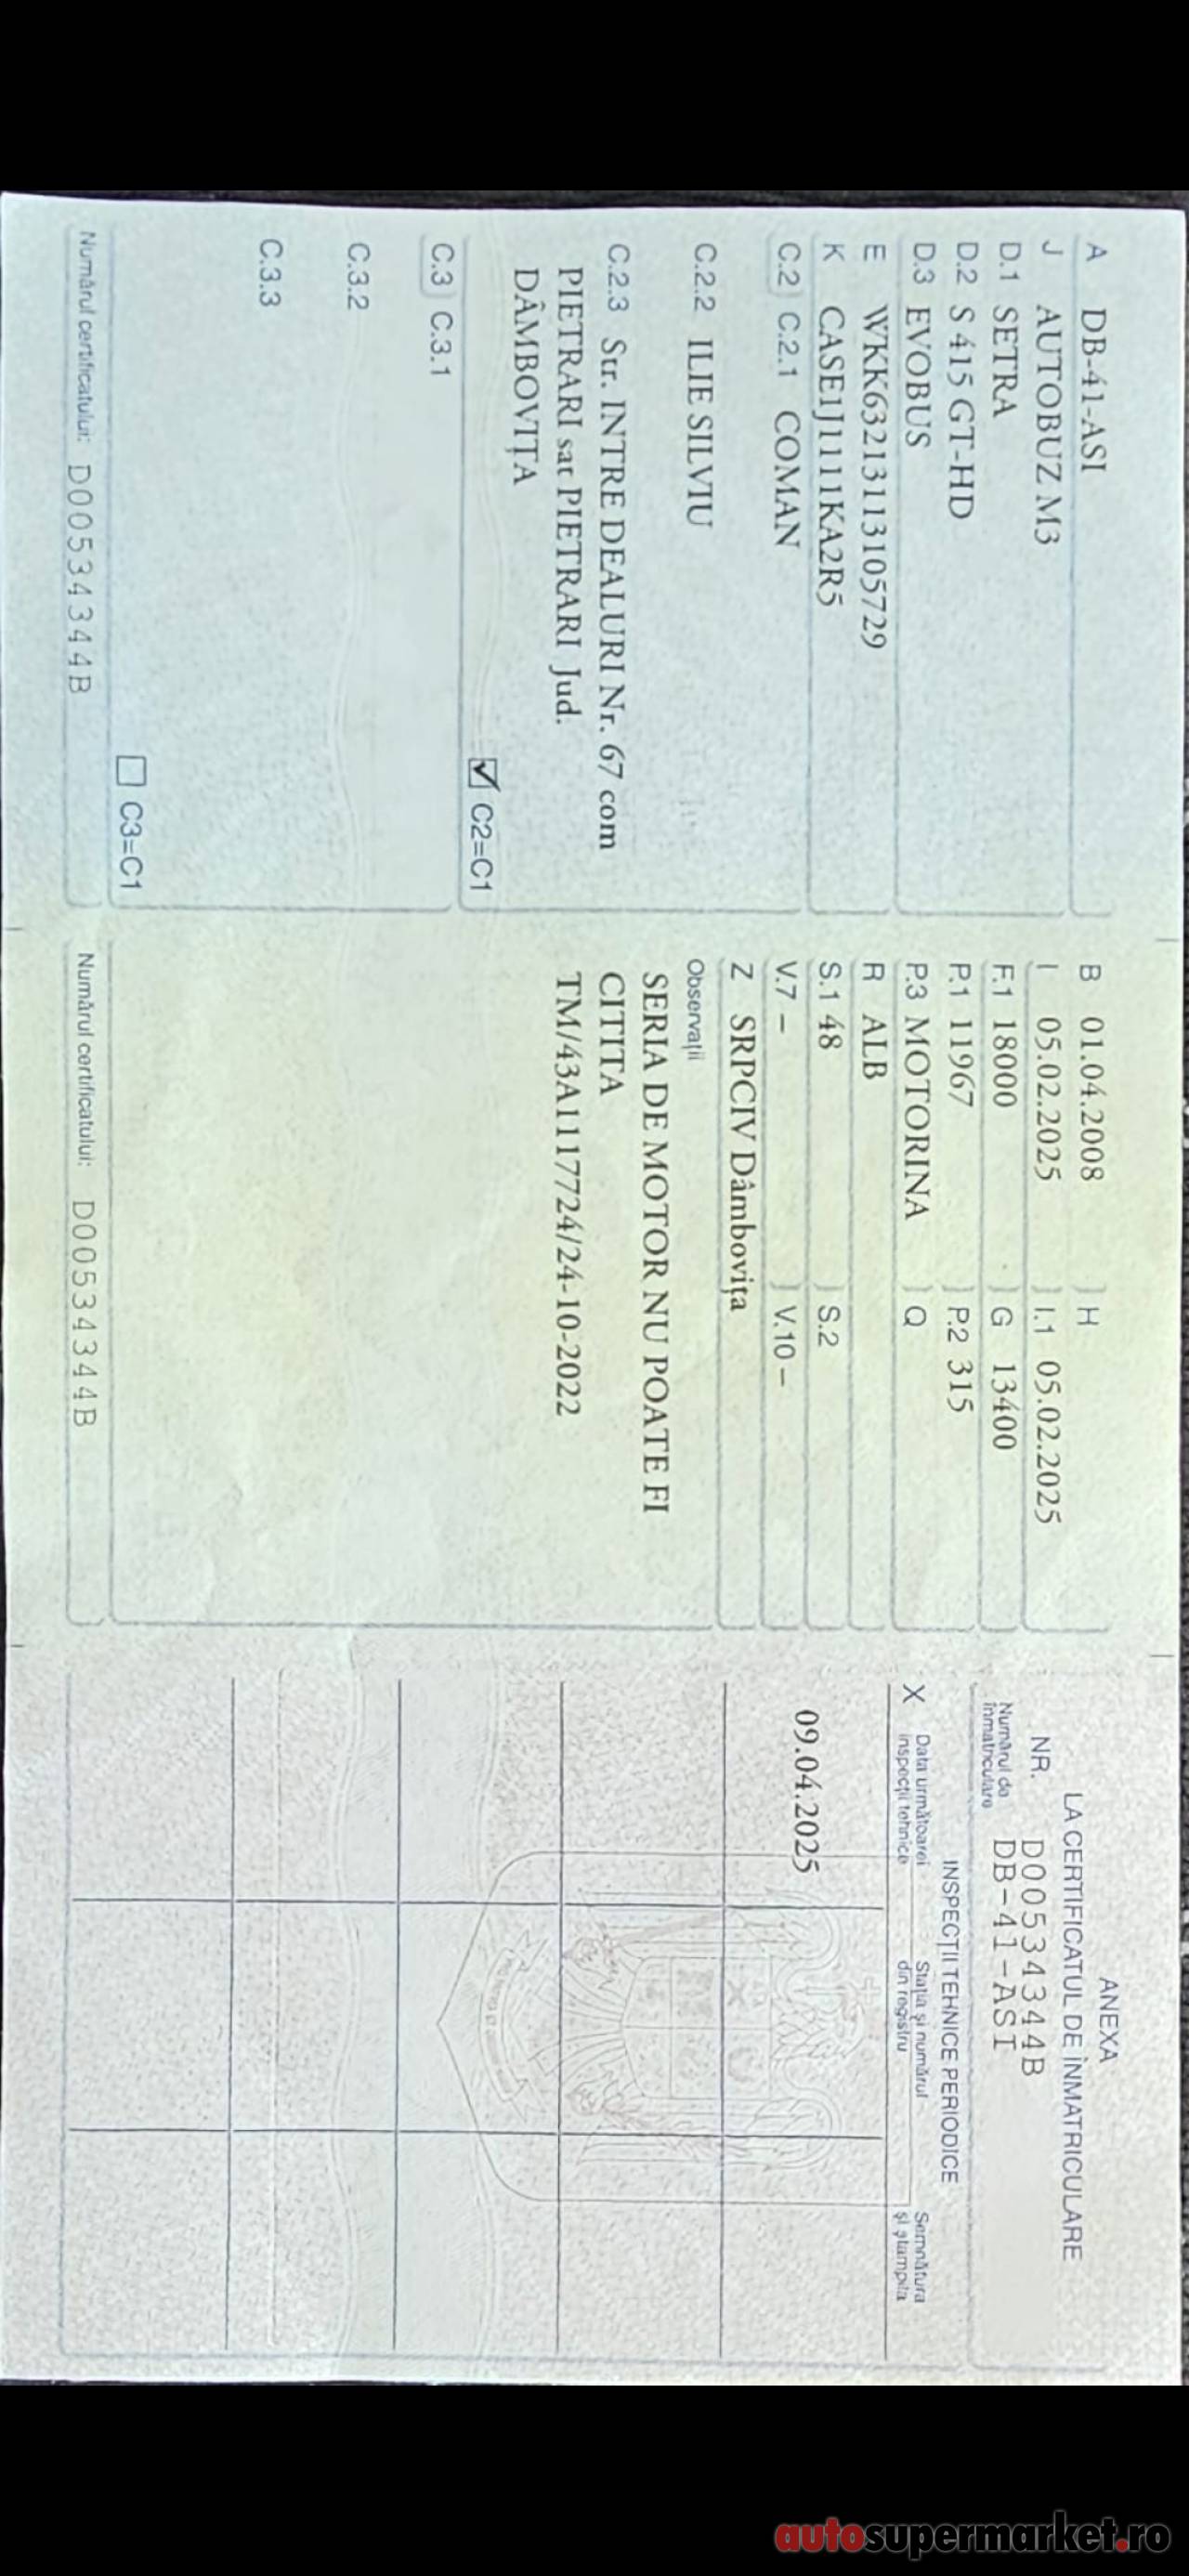 A DB-41-ASI
J AUTOBUZ M3
D.1 SETRA
D.2 S 415 GT-HD
D.3 EVOBUS
E WKK63213113105729
K CASE1J1111KA2R5
C.2 C.2.1 COMAN
C.2.2 ILIE SILVIU
C.2.3 Str. INTRE DEALURI Nr. 67 com
PIETRARI sat PIETRARI Jud.
DÂMBOVIȚA
☑ C2=C1
C.3 C.3.1
C.3.2
C.3.3
☐ C3=C1
Numărul certificatului: D00534344B
B 01.04.2008 H
I 05.02.2025 I.1 05.02.2025
F.1 18000 G 13400
P.1 11967 P.2 315
P.3 MOTORINA Q
R ALB
S.1 48 S.2
V.7 – V.10 –
Z SRPCIV Dâmbovița
Observații
SERIA DE MOTOR NU POATE FI
CITITA
TM/43A117724/24-10-2022
Numărul certificatului: D00534344B
ANEXA
LA CERTIFICATUL DE ÎNMATRICULARE
NR. D00534344B
Numărul de
înmatriculare DB-41-ASI
INSPECȚII TEHNICE PERIODICE
X Data următoarei
inspecții tehnice
Stația și numărul
din registru
Semnătura
și ștampila
09.04.2025
autosupermarket.ro